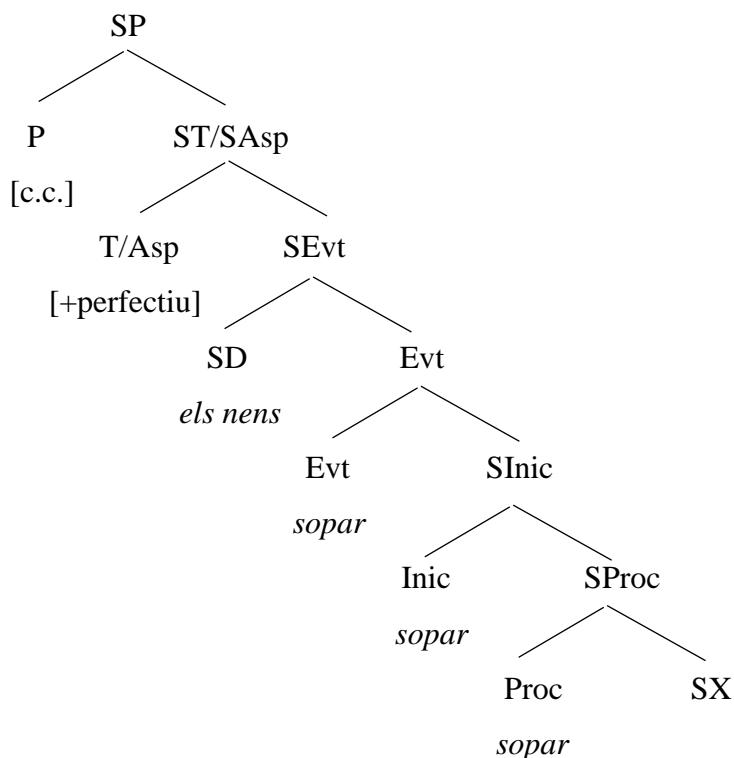 SP
P ST/SAsp
[c.c.]
T/Asp SEvt
[+perfectiu]
SD Evt
els nens
Evt SInic
sopar
Inic SProc
sopar
Proc SX
sopar